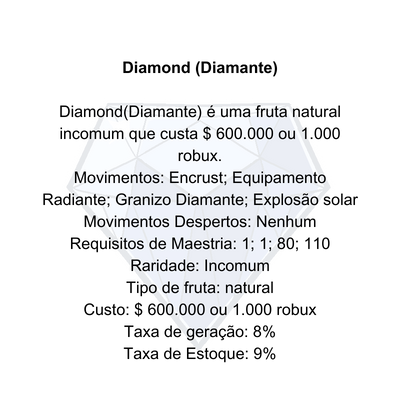 Diamond (Diamante)
Diamond(Diamante) é uma fruta natural
incomum que custa $ 600.000 ou 1.000
robux.
Movimentos: Encrust; Equipamento
Radiante; Granizo Diamante; Explosão solar
Movimentos Despertos: Nenhum
Requisitos de Maestria: 1; 1; 80; 110
Raridade: Incomum
Tipo de fruta: natural
Custo: $ 600.000 ou 1.000 robux
Taxa de geração: 8%
Taxa de Estoque: 9%